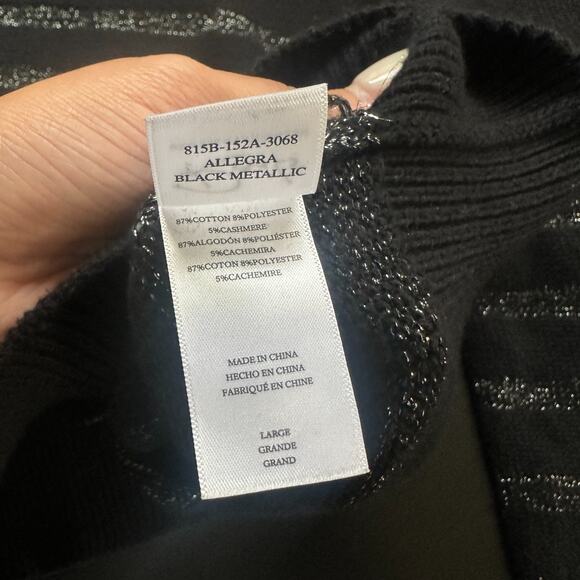 815B-152A-3068
ALLEGRA
BLACK METALLIC
87%COTTON 8%POLYESTER
5%CASHMERE
87%ALGODÓN 8%POLIÉSTER
5%CACHEMIRA
87%COTON 8%POLYESTER
5%CACHEMIRE
MADE IN CHINA
HECHO EN CHINA
FABRIQUÉ EN CHINE
LARGE
GRANDE
GRAND